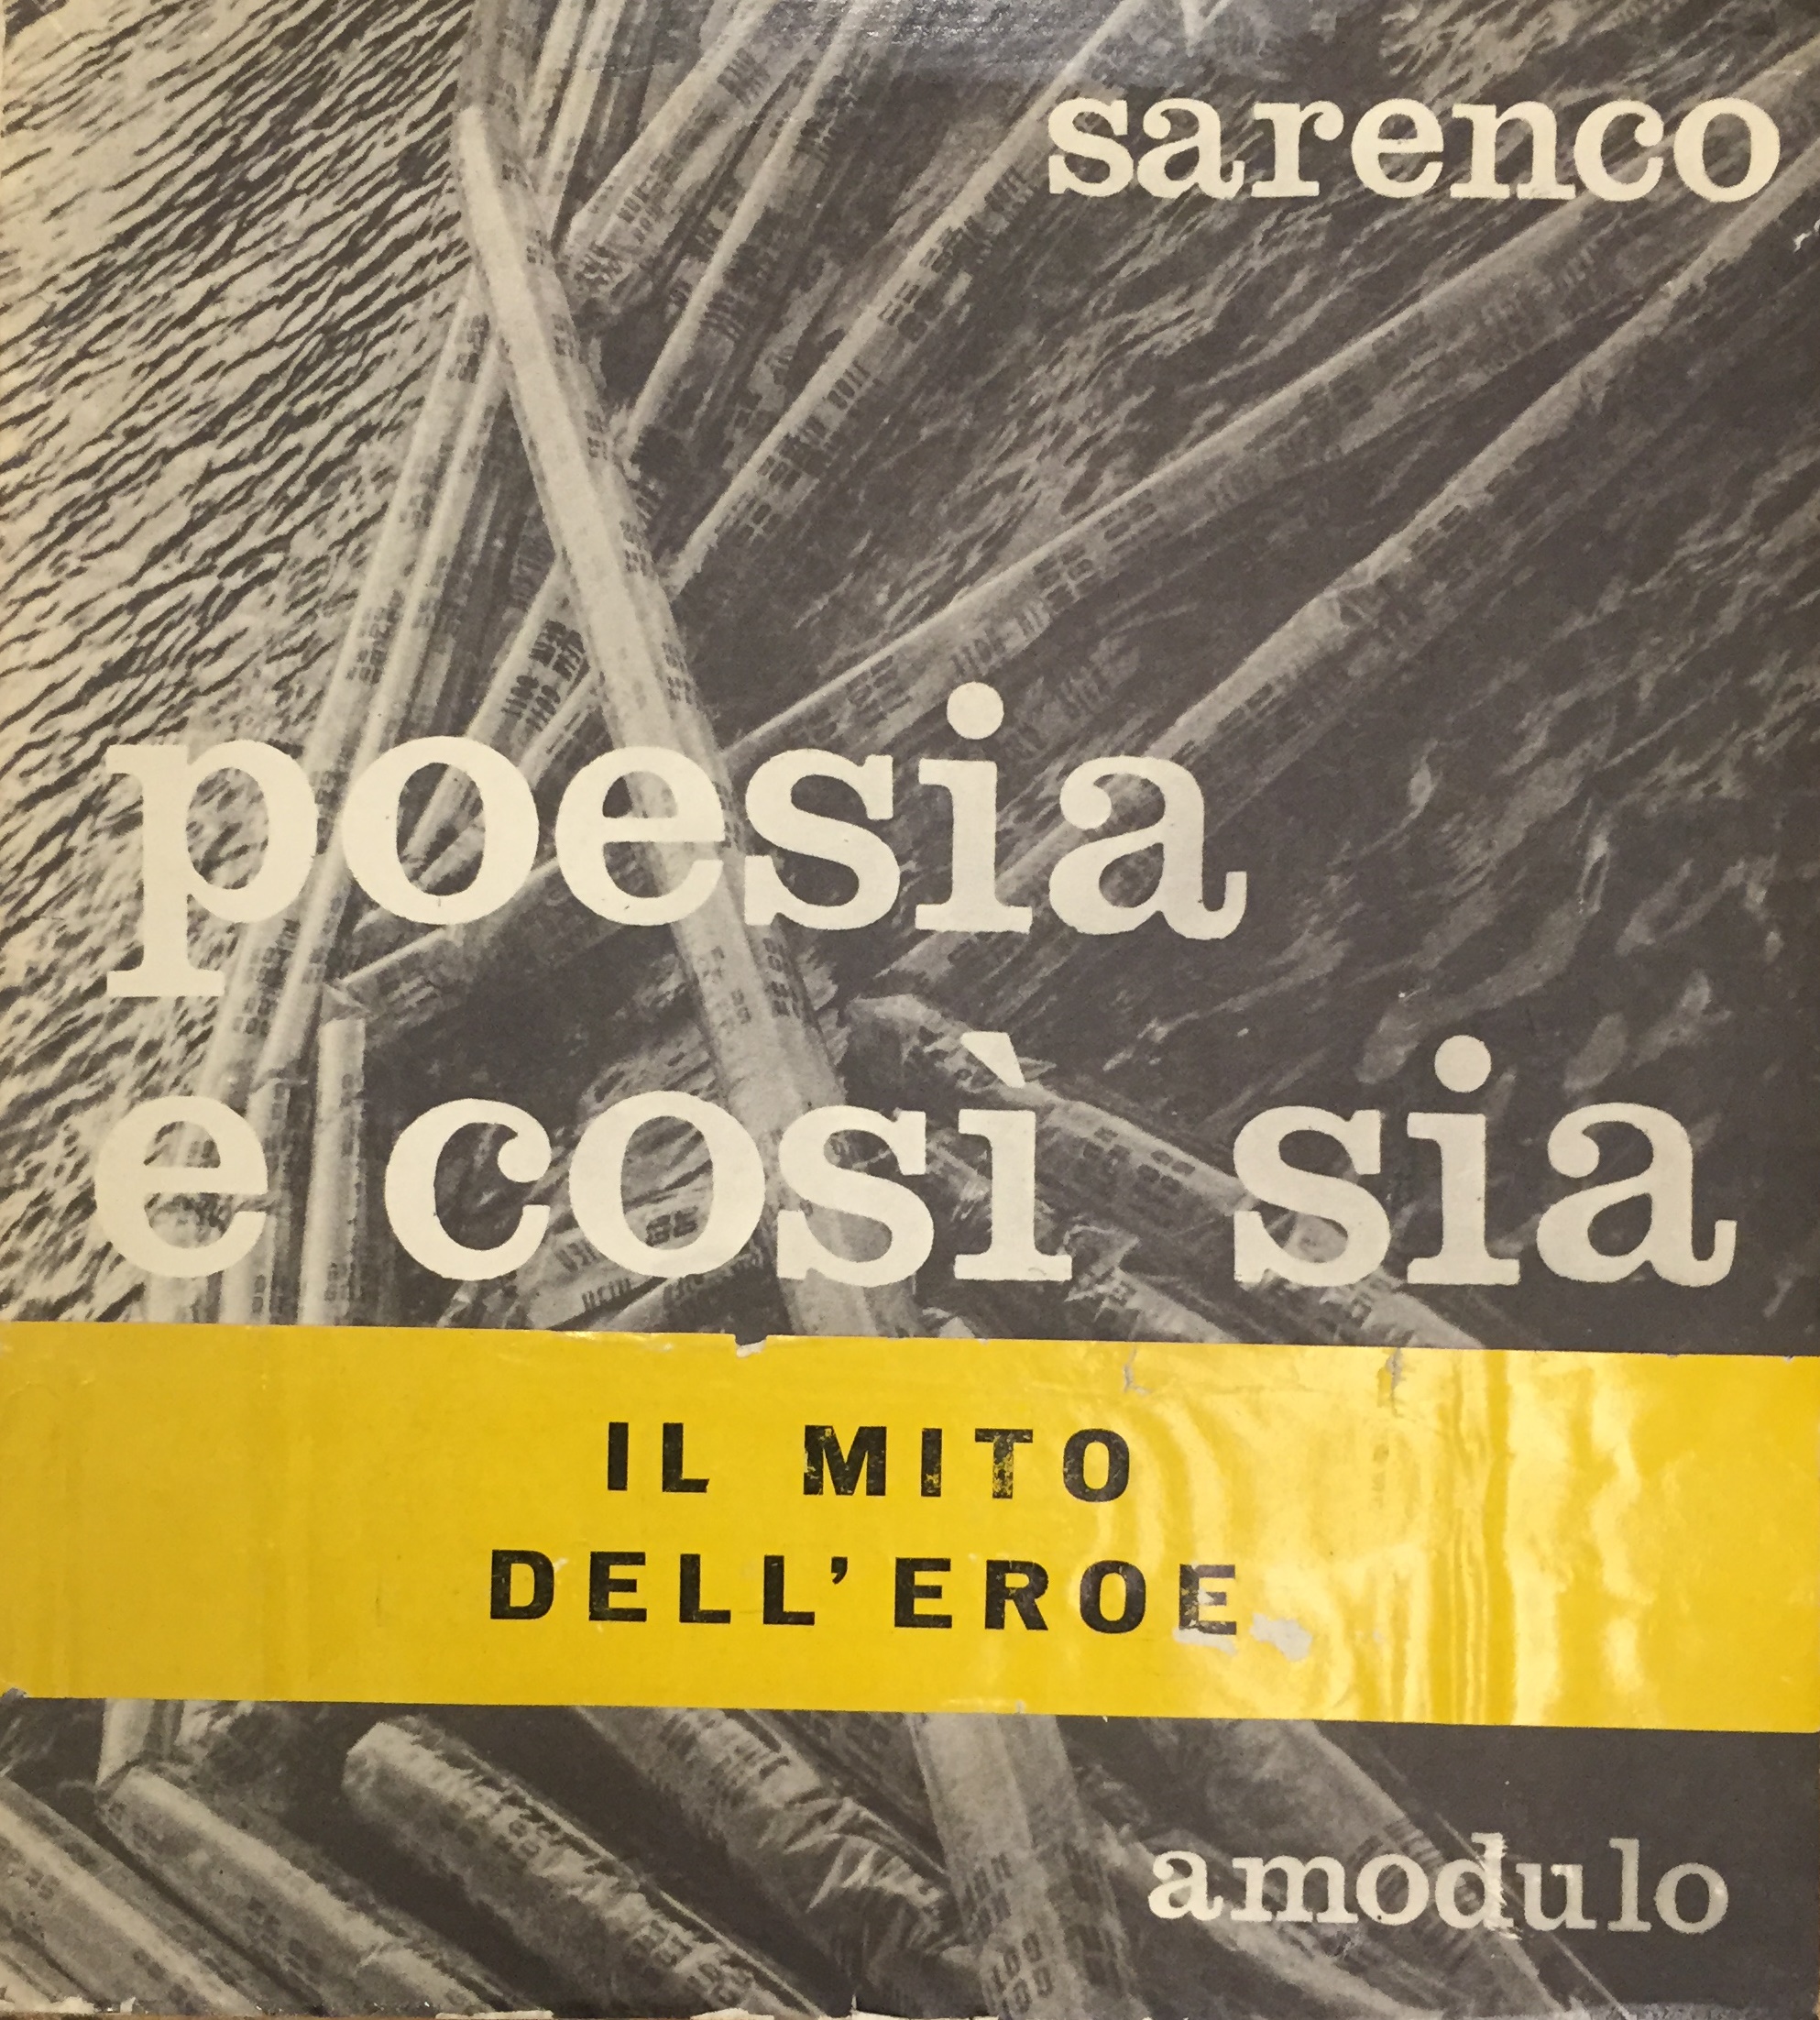 sarenco
poesia
e così sia
IL MITO
DELL'EROE
amodulo